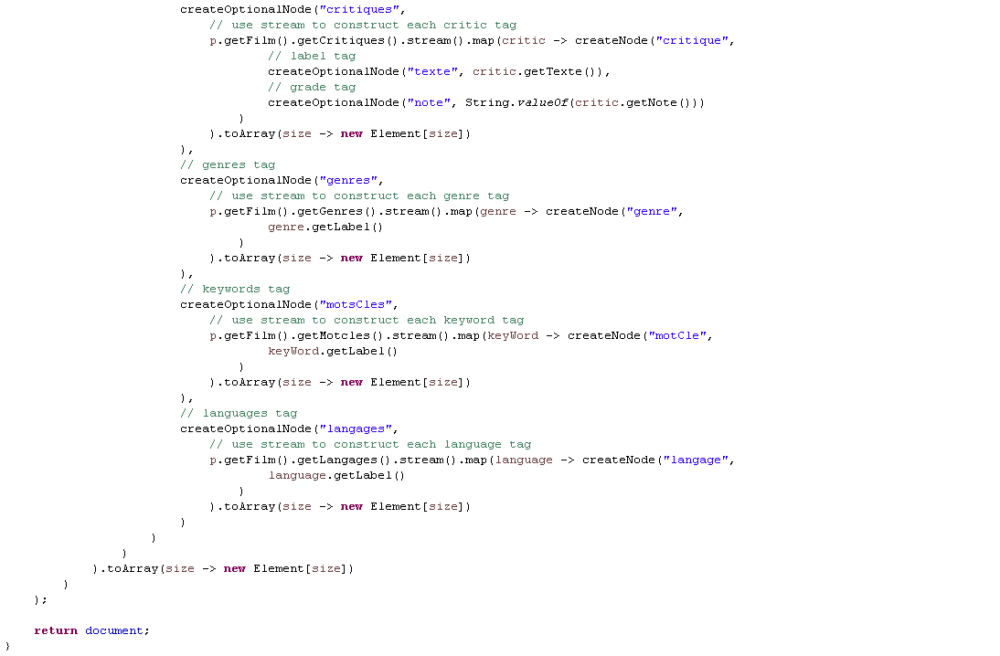 createOptionalNode("critiques",
// use stream to construct each critic tag
p.getFilm().getCritiques().stream().map(critic -> createNode("critique",
// label tag
createOptionalNode("texte", critic.getTexte()),
// grade tag
createOptionalNode("note", String.valueOf(critic.getNote()))
)
).toArray(size -> new Element[size])
),
// genres tag
createOptionalNode("genres",
// use stream to construct each genre tag
p.getFilm().getGenres().stream().map(genre -> createNode("genre",
genre.getLabel()
)
).toArray(size -> new Element[size])
),
// keywords tag
createOptionalNode("motsCles",
// use stream to construct each keyword tag
p.getFilm().getMotcles().stream().map(keyWord -> createNode("motCle",
keyWord.getLabel()
)
).toArray(size -> new Element[size])
),
// languages tag
createOptionalNode("langages",
// use stream to construct each language tag
p.getFilm().getLangages().stream().map(language -> createNode("langage",
language.getLabel()
)
).toArray(size -> new Element[size])
)
)
)
).toArray(size -> new Element[size])
)
);
return document;
}